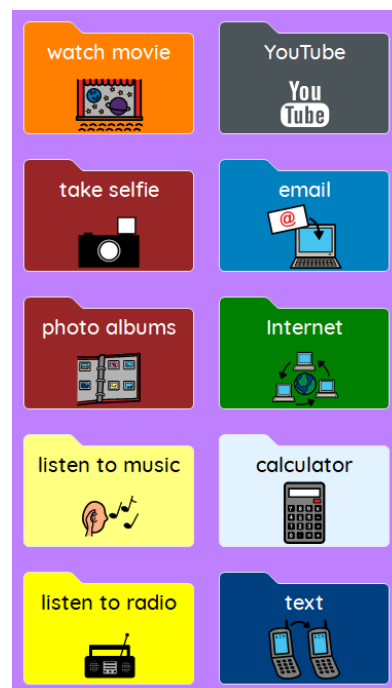 watch movie
YouTube
You
Tube
take selfie
email
@
photo albums
Internet
listen to music
calculator
listen to radio
text